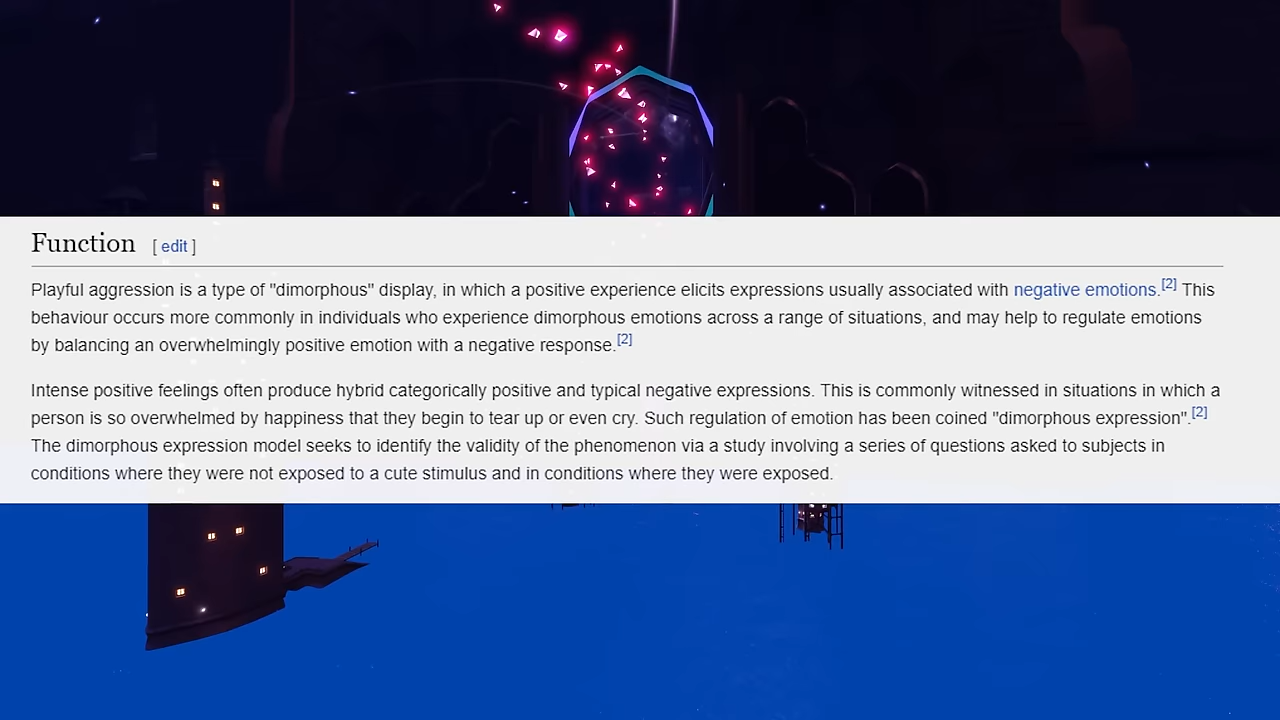 Function [ edit ]
Playful aggression is a type of "dimorphous" display, in which a positive experience elicits expressions usually associated with negative emotions.[2] This
behaviour occurs more commonly in individuals who experience dimorphous emotions across a range of situations, and may help to regulate emotions
by balancing an overwhelmingly positive emotion with a negative response.[2]
Intense positive feelings often produce hybrid categorically positive and typical negative expressions. This is commonly witnessed in situations in which a
person is so overwhelmed by happiness that they begin to tear up or even cry. Such regulation of emotion has been coined "dimorphous expression".[2]
The dimorphous expression model seeks to identify the validity of the phenomenon via a study involving a series of questions asked to subjects in
conditions where they were not exposed to a cute stimulus and in conditions where they were exposed.